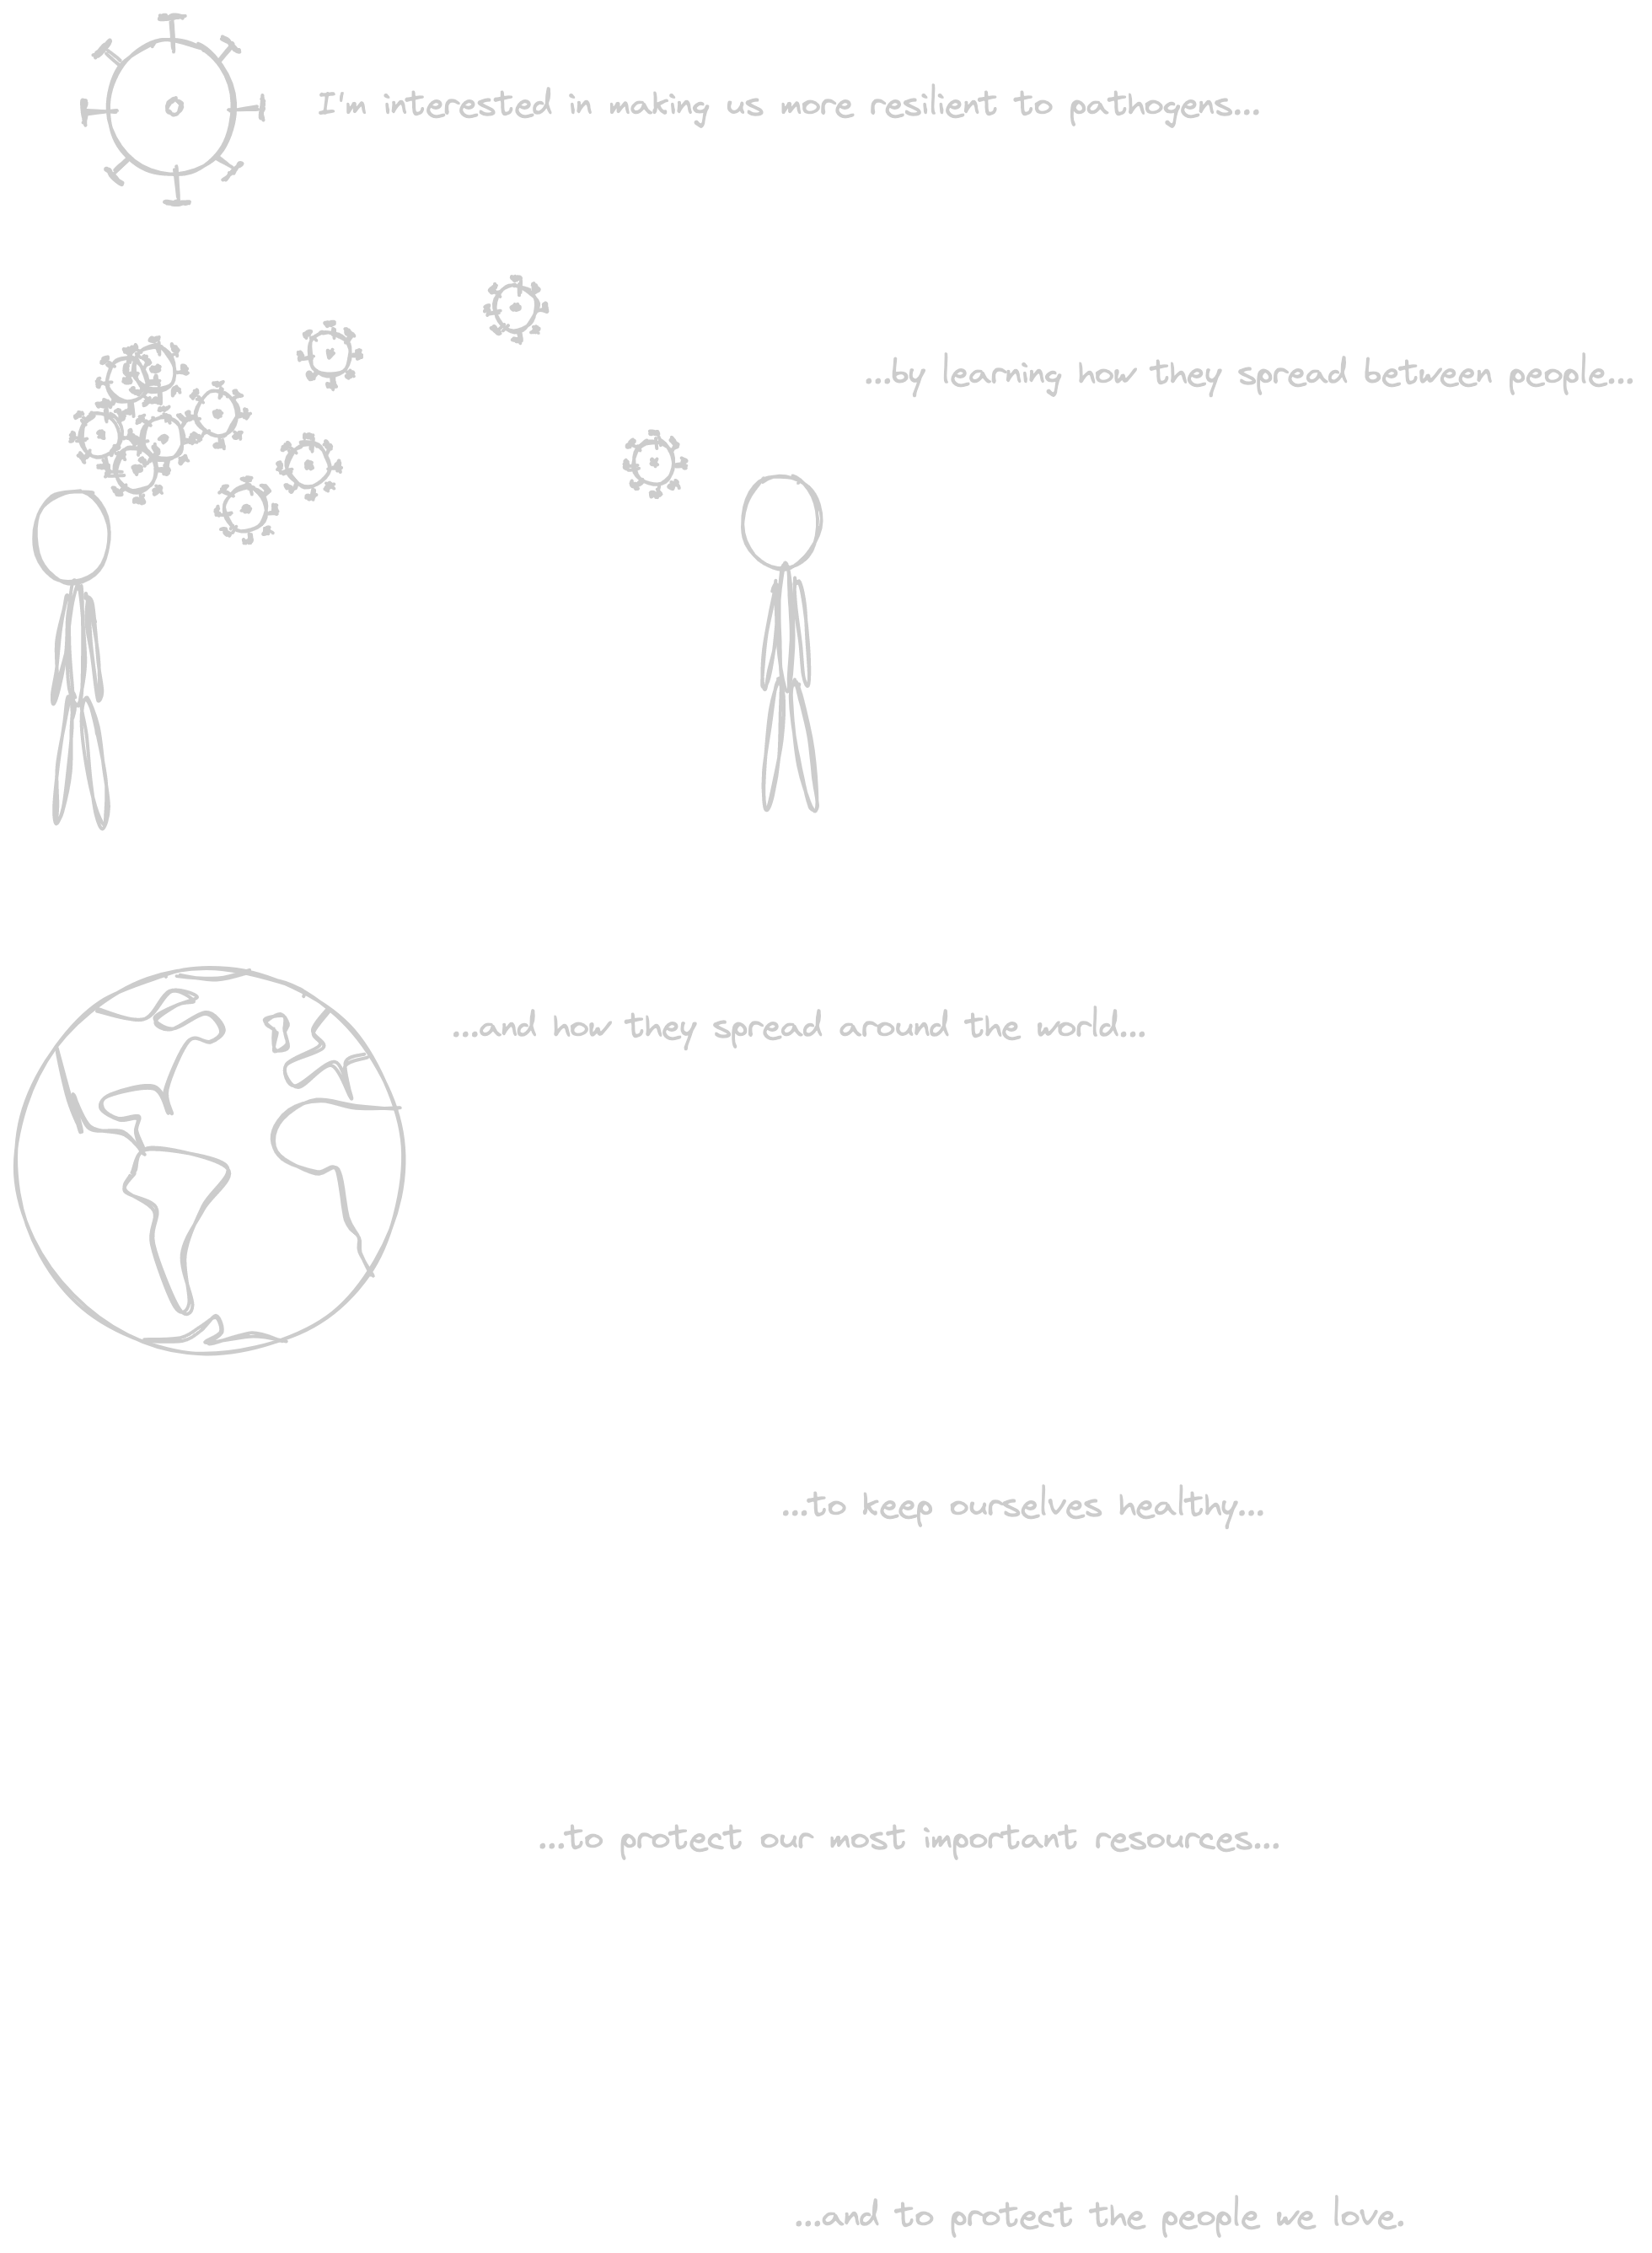 I'm interested in making us more resilient to pathogens...
...by learning how they spread between people...
...and how they spread around the world...
...to keep ourselves healthy...
...to protect our most important resources...
...and to protect the people we love.